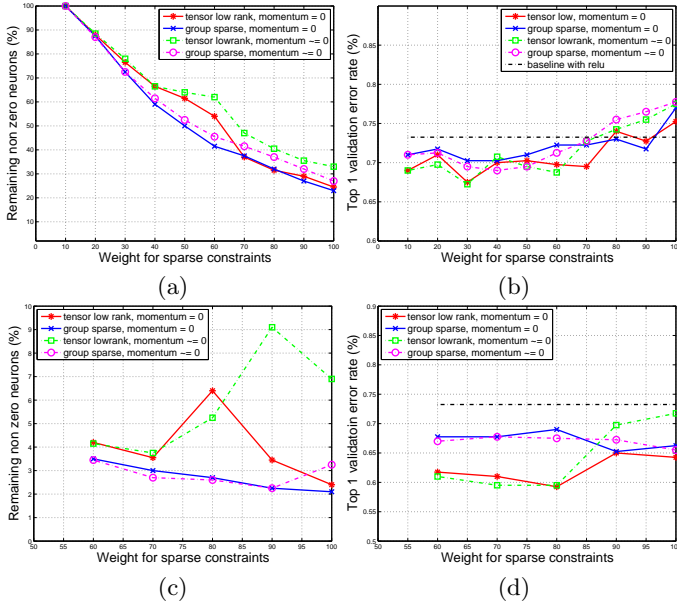 Remaining non zero neurons (%)
100
90
80
70
60
50
40
30
20
10
0 10 20 30 40 50 60 70 80 90 100
Weight for sparse constraints
tensor low rank, momentum = 0
group sparse, momentum = 0
tensor lowrank, momentum ~= 0
group sparse, momentum ~= 0
(a)
Top 1 validation error rate (%)
0.85
0.8
0.75
0.7
0.65
0.6
0 10 20 30 40 50 60 70 80 90 100
Weight for sparse constraints
tensor low, momentum = 0
group sparse, momentum = 0
tensor lowrank, momentum ~= 0
group sparse, momentum ~= 0
baseline with relu
(b)
Remaining non zero neurons (%)
10
9
8
7
6
5
4
3
2
1
0
50 55 60 65 70 75 80 85 90 95 100
Weight for sparse constraints
tensor low rank, momentum = 0
group sparse, momentum = 0
tensor lowrank, momentum ~= 0
group sparse, momentum ~= 0
(c)
Top 1 validatoin error rate (%)
0.9
0.85
0.8
0.75
0.7
0.65
0.6
0.55
0.5
50 55 60 65 70 75 80 85 90 95 100
Weight for sparse constraints
tensor low rank, momentum = 0
group sparse, momentum = 0
tensor lowrank, momentum ~= 0
group sparse, momentum ~= 0
(d)